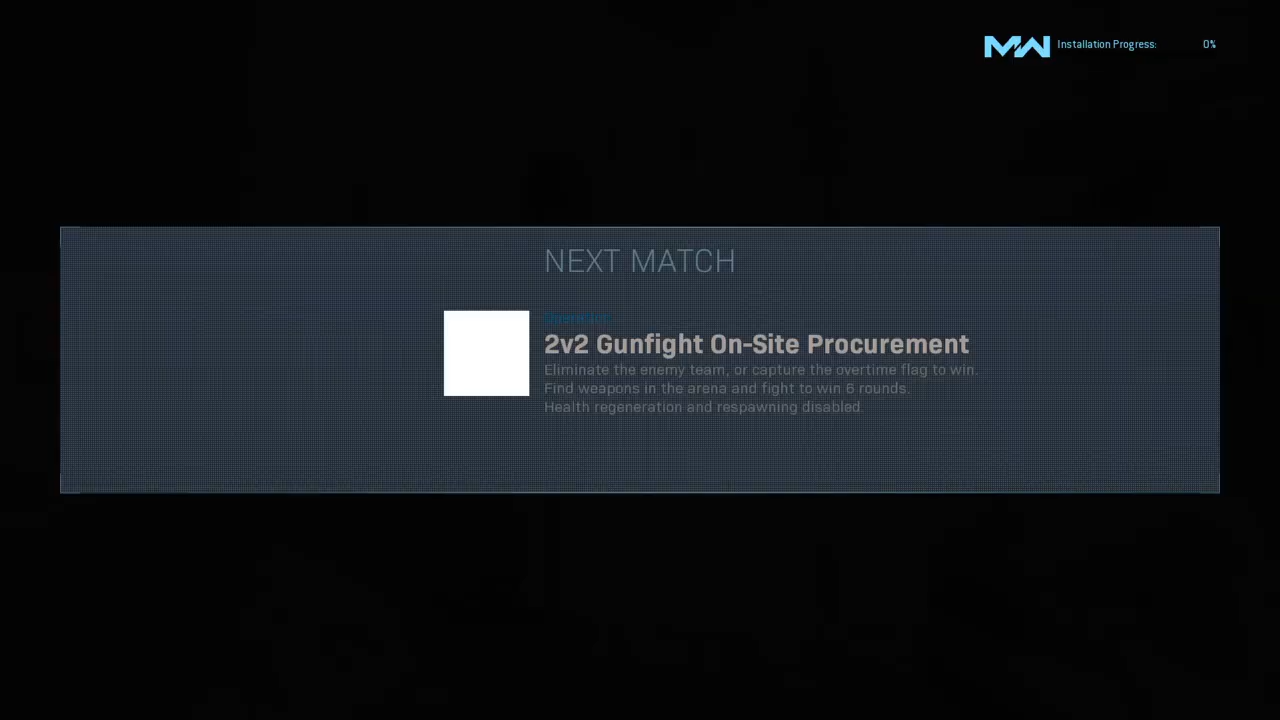 MW Installation Progress: 0%
NEXT MATCH
2v2 Gunfight On-Site Procurement
Eliminate the enemy team, or capture the overtime flag to win.
Find weapons in the arena and fight to win 6 rounds.
Health regeneration and respawning disabled.